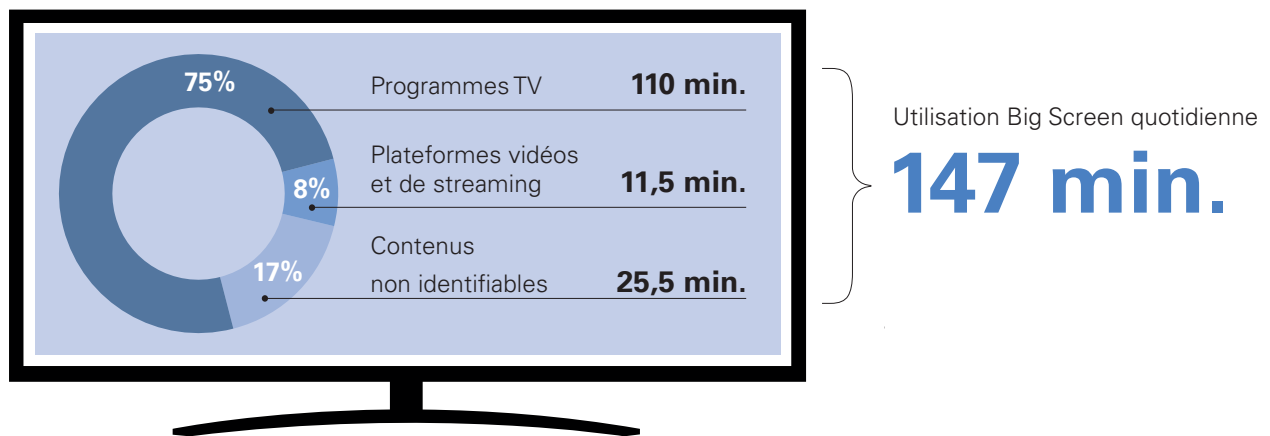 75%
Programmes TV 110 min.
Plateformes vidéos
et de streaming 11,5 min.
8%
Contenus
non identifiables 25,5 min.
17%
Utilisation Big Screen quotidienne
147 min.